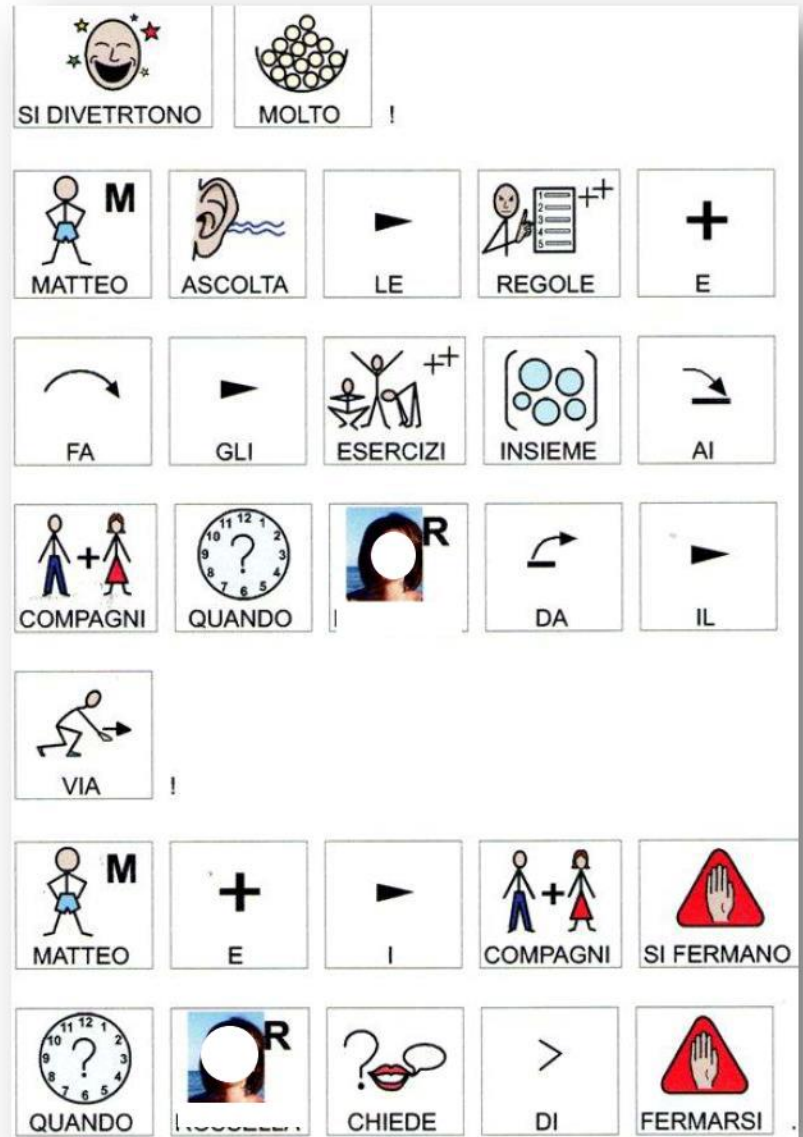 SI DIVETRTONO MOLTO !
M MATTEO ASCOLTA LE REGOLE E
FA GLI ESERCIZI INSIEME AI
COMPAGNI QUANDO R DA IL
VIA !
M MATTEO E I COMPAGNI SI FERMANO
QUANDO R CHIEDE DI FERMARSI .